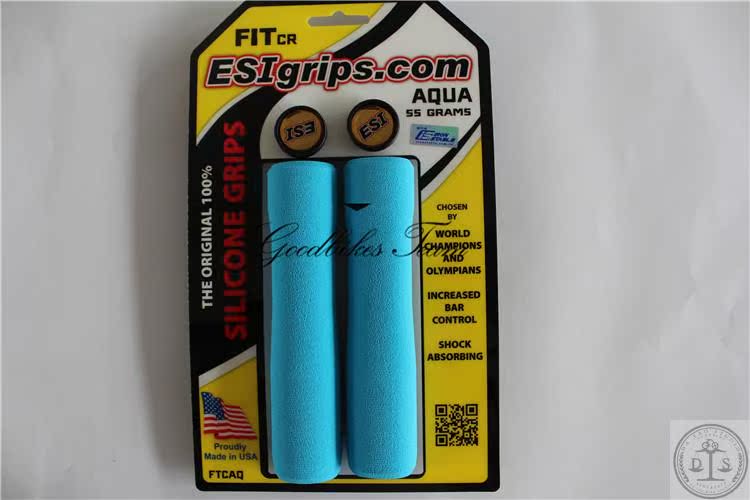 FIT CR
ESIgrips.com
AQUA
55 GRAMS
ESI
ESI
THE ORIGINAL 100%
SILICONE GRIPS
Goodbikes Team
CHOSEN
BY
WORLD
CHAMPIONS
AND
OLYMPIANS
INCREASED
BAR
CONTROL
SHOCK
ABSORBING
Proudly
Made in USA
FTCAQ
D S